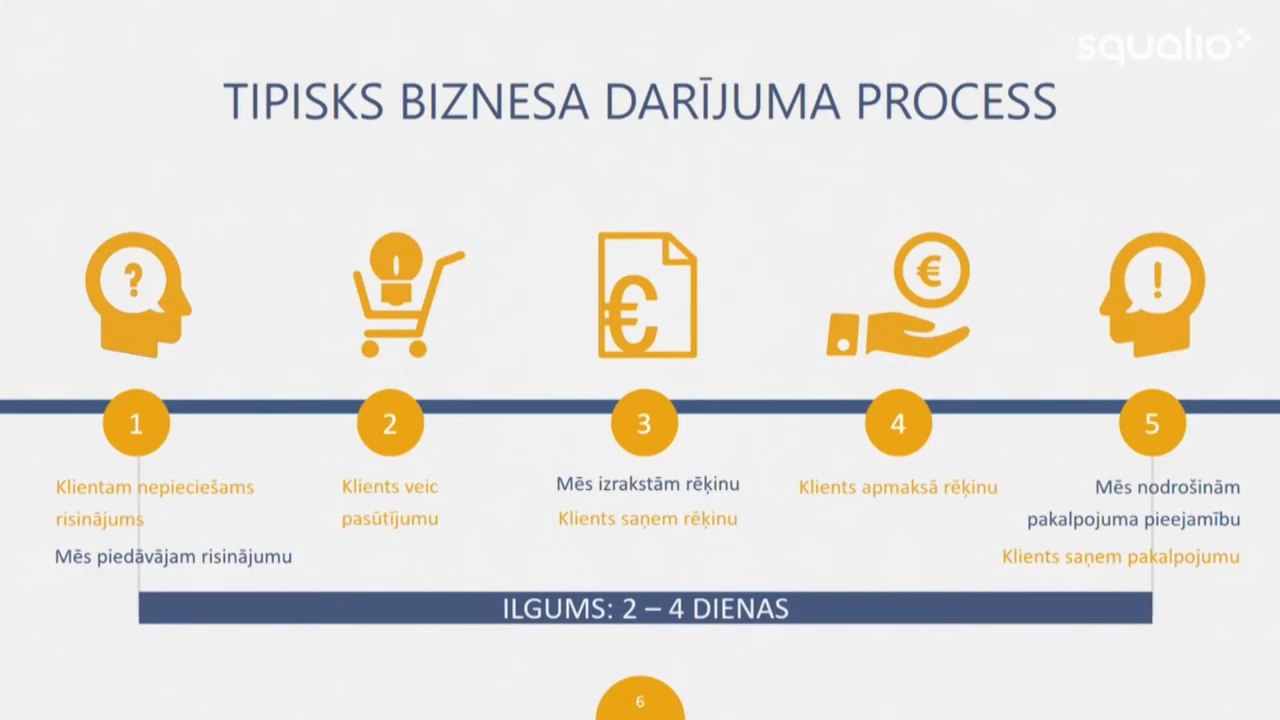 squalio
TIPISKS BIZNESA DARĪJUMA PROCESS
?
€
€
!
1
2
3
4
5
Klientam nepieciešams
risinājums
Mēs piedāvājam risinājumu
Klients veic
pasūtījumu
Mēs izrakstām rēķinu
Klients saņem rēķinu
Klients apmaksā rēķinu
Mēs nodrošinām
pakalpojuma pieejamību
Klients saņem pakalpojumu
ILGUMS: 2 – 4 DIENAS
6